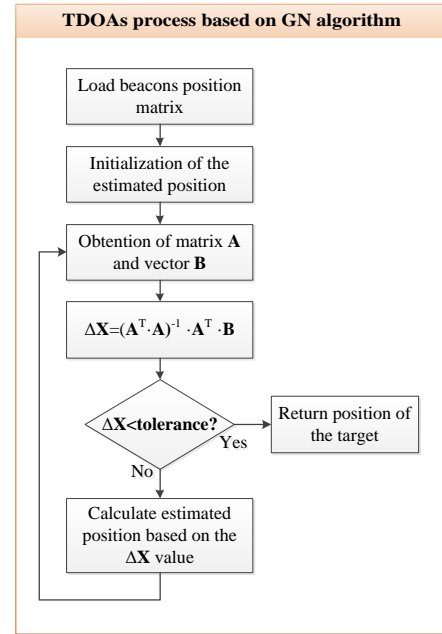 TDOAs process based on GN algorithm
Load beacons position
matrix
Initialization of the
estimated position
Obtention of matrix A
and vector B
ΔX=(Aᵀ·A)⁻¹ ·Aᵀ ·B
ΔX<tolerance?
Yes
Return position of
the target
No
Calculate estimated
position based on the
ΔX value